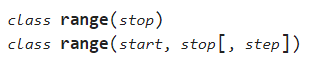 class range(stop)
class range(start, stop[, step])